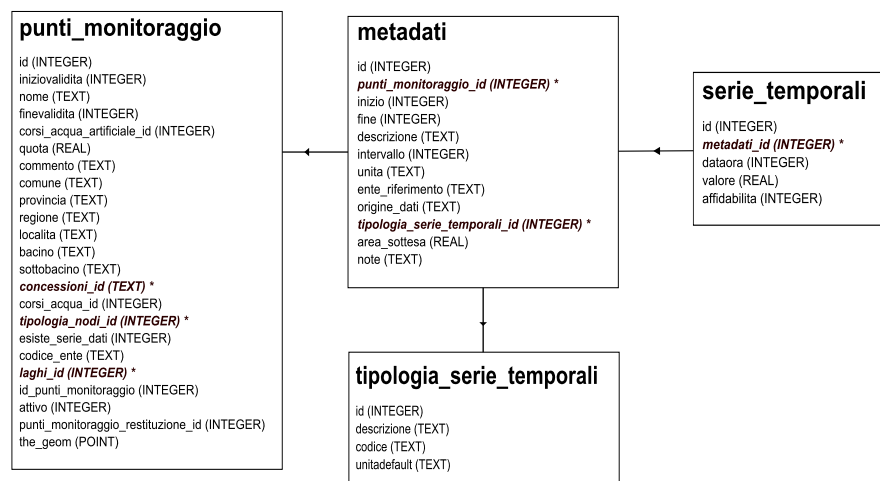 punti_monitoraggio
id (INTEGER)
iniziovalidita (INTEGER)
nome (TEXT)
finevalidita (INTEGER)
corsi_acqua_artificiale_id (INTEGER)
quota (REAL)
commento (TEXT)
comune (TEXT)
provincia (TEXT)
regione (TEXT)
localita (TEXT)
bacino (TEXT)
sottobacino (TEXT)
concessioni_id (TEXT) *
corsi_acqua_id (INTEGER)
tipologia_nodi_id (INTEGER) *
esiste_serie_dati (INTEGER)
codice_ente (TEXT)
laghi_id (INTEGER) *
id_punti_monitoraggio (INTEGER)
attivo (INTEGER)
punti_monitoraggio_restituzione_id (INTEGER)
the_geom (POINT)
metadati
id (INTEGER)
punti_monitoraggio_id (INTEGER) *
inizio (INTEGER)
fine (INTEGER)
descrizione (TEXT)
intervallo (INTEGER)
unita (TEXT)
ente_riferimento (TEXT)
origine_dati (TEXT)
tipologia_serie_temporali_id (INTEGER) *
area_sottesa (REAL)
note (TEXT)
serie_temporali
id (INTEGER)
metadati_id (INTEGER) *
dataora (INTEGER)
valore (REAL)
affidabilita (INTEGER)
tipologia_serie_temporali
id (INTEGER)
descrizione (TEXT)
codice (TEXT)
unitadefault (TEXT)